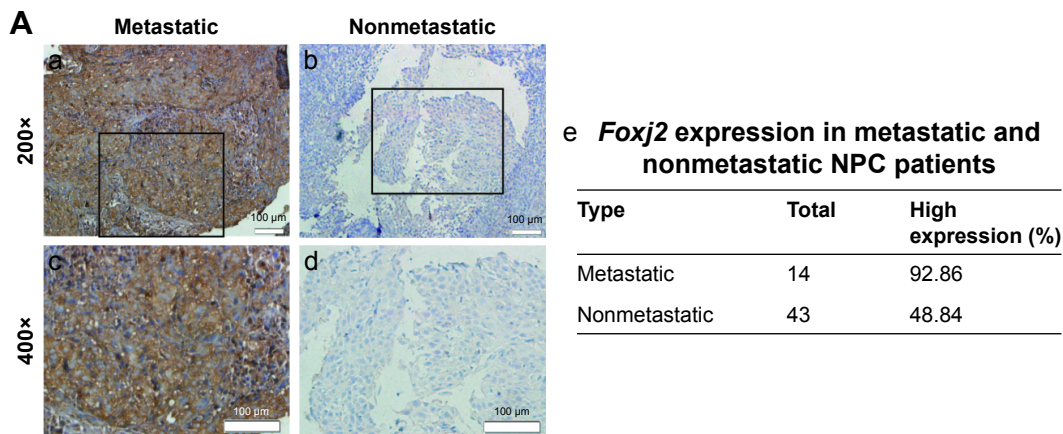 A
Metastatic
Nonmetastatic
200×
a
100 µm
b
100 µm
400×
c
100 µm
d
100 µm
e Foxj2 expression in metastatic and
nonmetastatic NPC patients
Type Total High
expression (%)
Metastatic 14 92.86
Nonmetastatic 43 48.84